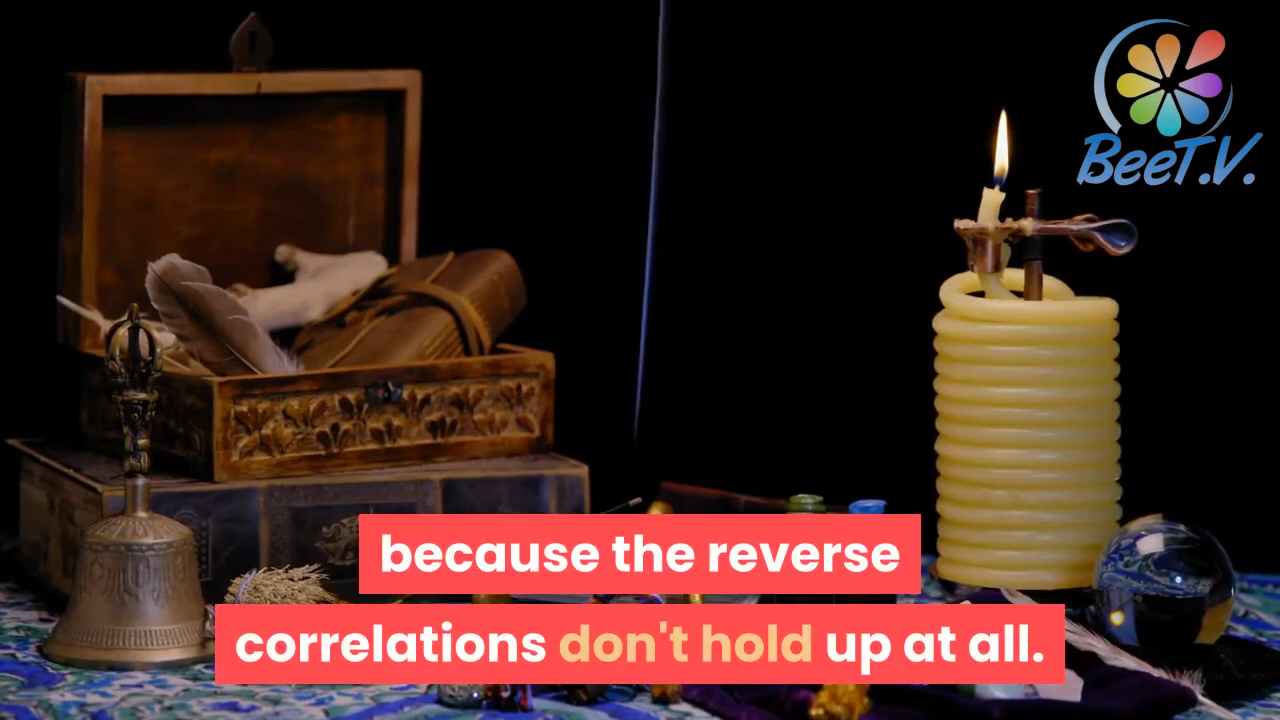 BeeT.V.
because the reverse
correlations don't hold up at all.